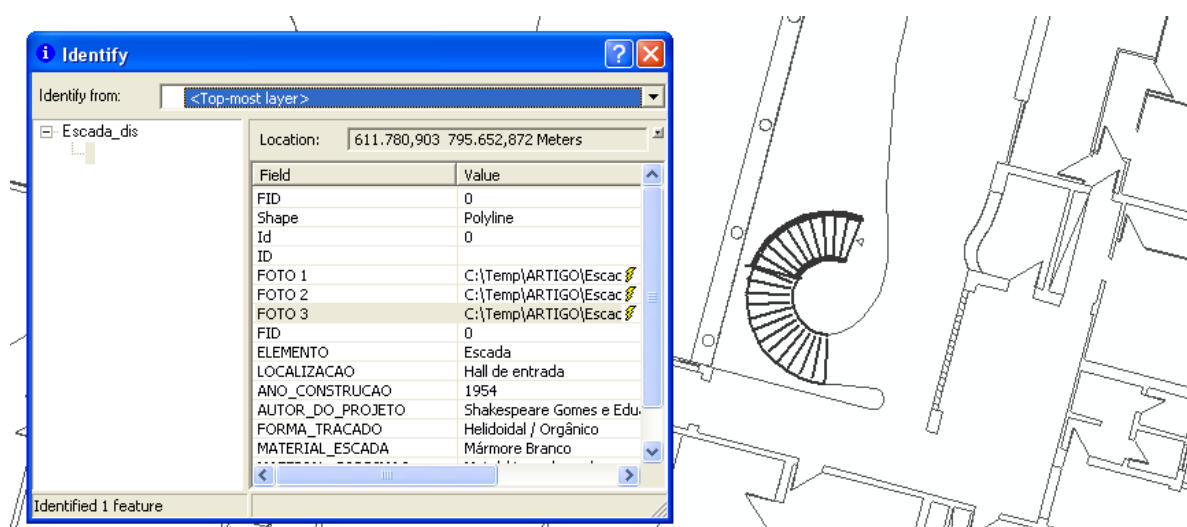 Identify
Identify from: <Top-most layer>
Escada_dis
Location: 611.780,903 795.652,872 Meters
Field Value
FID 0
Shape Polyline
Id 0
ID
FOTO 1 C:\Temp\ARTIGO\Escac
FOTO 2 C:\Temp\ARTIGO\Escac
FOTO 3 C:\Temp\ARTIGO\Escac
FID 0
ELEMENTO Escada
LOCALIZACAO Hall de entrada
ANO_CONSTRUCAO 1954
AUTOR_DO_PROJETO Shakespeare Gomes e Edu
FORMA_TRACADO Helidoidal / Orgânico
MATERIAL_ESCADA Mármore Branco
Identified 1 feature